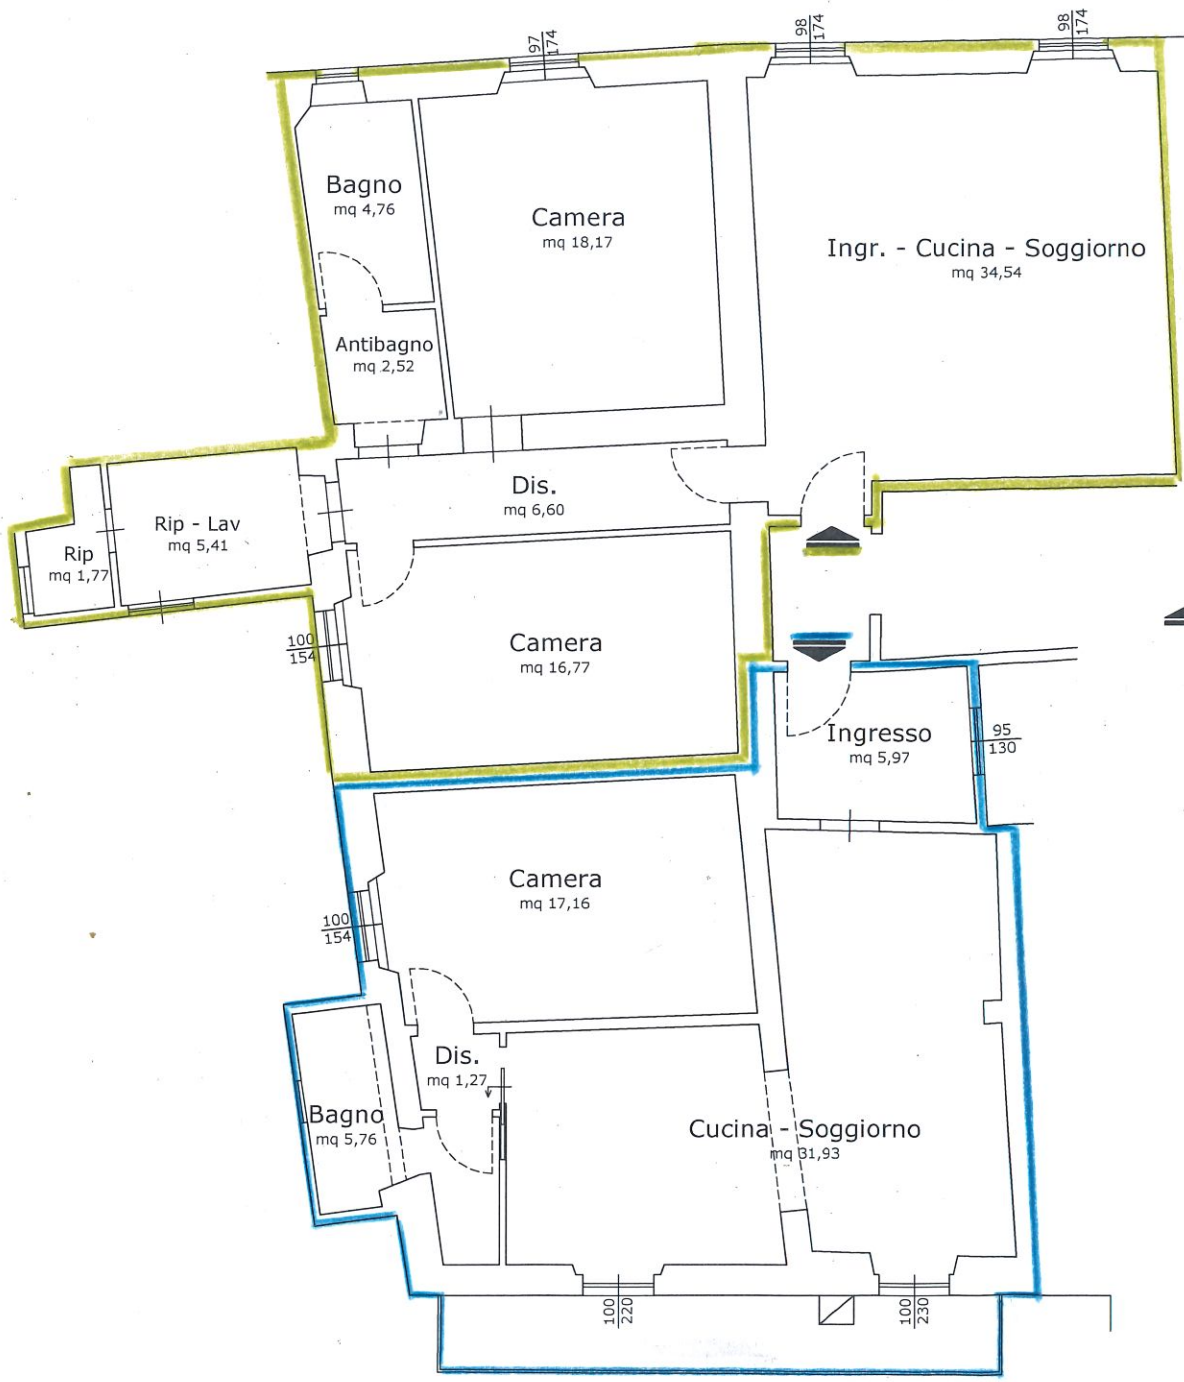 97
174
98
174
98
174
Bagno
mq 4,76
Camera
mq 18,17
Ingr. - Cucina - Soggiorno
mq 34,54
Antibagno
mq 2,52
Dis.
mq 6,60
Rip - Lav
mq 5,41
Rip
mq 1,77
100
154
Camera
mq 16,77
Ingresso
mq 5,97
95
130
Camera
mq 17,16
100
154
Dis.
mq 1,27
Bagno
mq 5,76
Cucina - Soggiorno
mq 31,93
100
220
100
230